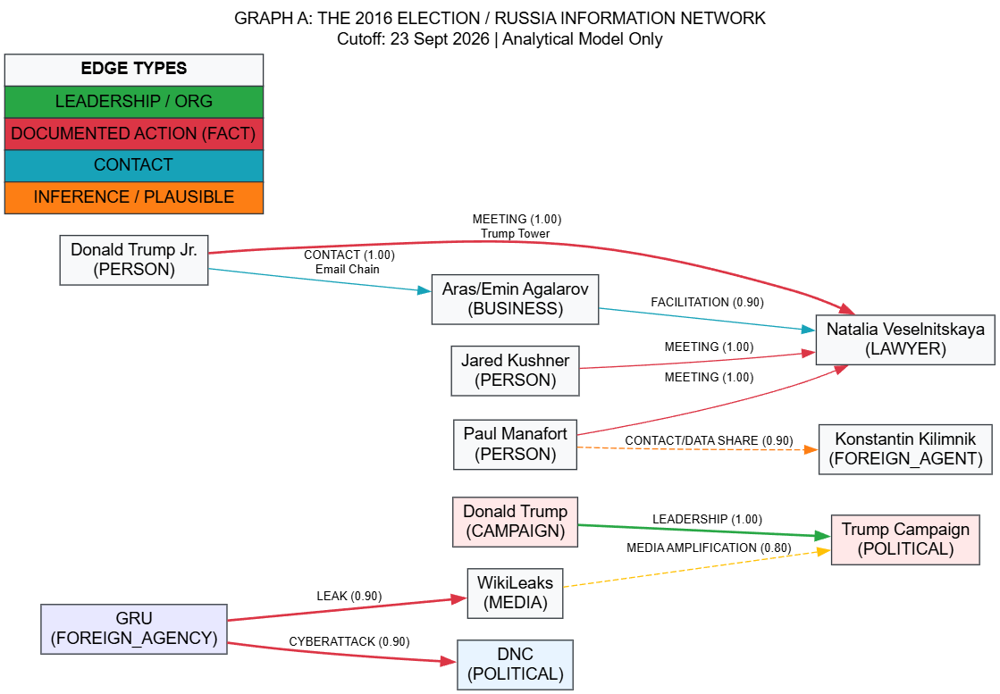 GRAPH A: THE 2016 ELECTION / RUSSIA INFORMATION NETWORK
Cutoff: 23 Sept 2026 | Analytical Model Only
EDGE TYPES
LEADERSHIP / ORG
DOCUMENTED ACTION (FACT)
CONTACT
INFERENCE / PLAUSIBLE
MEETING (1.00)
Trump Tower
Donald Trump Jr.
(PERSON)
CONTACT (1.00)
Email Chain
Aras/Emin Agalarov
(BUSINESS)
FACILITATION (0.90)
Natalia Veselnitskaya
(LAWYER)
Jared Kushner
(PERSON)
MEETING (1.00)
MEETING (1.00)
Paul Manafort
(PERSON)
CONTACT/DATA SHARE (0.90)
Konstantin Kilimnik
(FOREIGN_AGENT)
Donald Trump
(CAMPAIGN)
LEADERSHIP (1.00)
Trump Campaign
(POLITICAL)
MEDIA AMPLIFICATION (0.80)
WikiLeaks
(MEDIA)
LEAK (0.90)
GRU
(FOREIGN_AGENCY)
CYBERATTACK (0.90)
DNC
(POLITICAL)